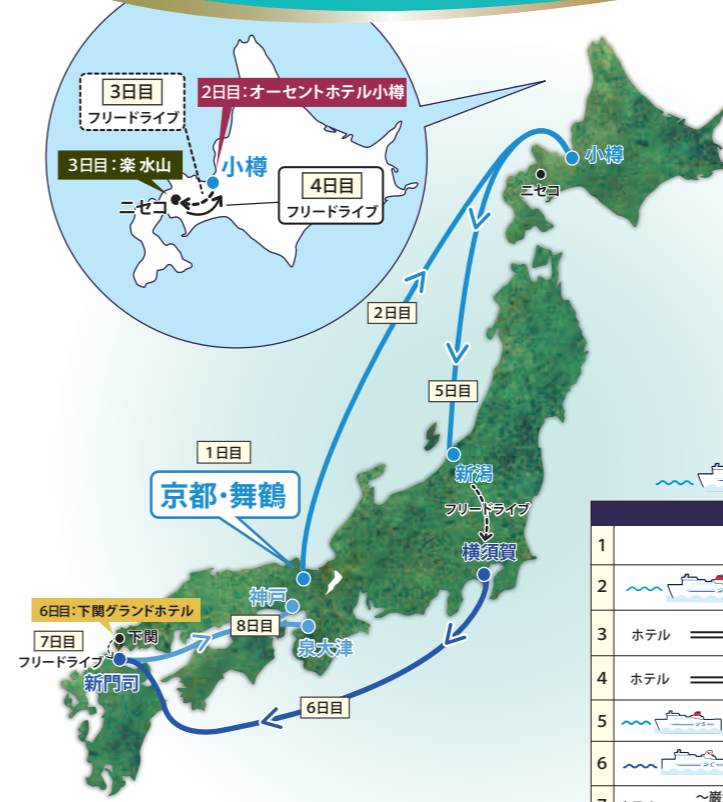 3日目
フリードライブ
2日目：オーセントホテル小樽
3日目：楽 水山
小樽
ニセコ
4日目
フリードライブ
小樽
ニセコ
2日目
5日目
1日目
京都・舞鶴
新潟
フリードライブ
横須賀
神戸
泉大津
8日目
6日目：下関グランドホテル
7日目
フリードライブ
下関
新門司
6日目
1
2
3 ホテル
4 ホテル
5
6